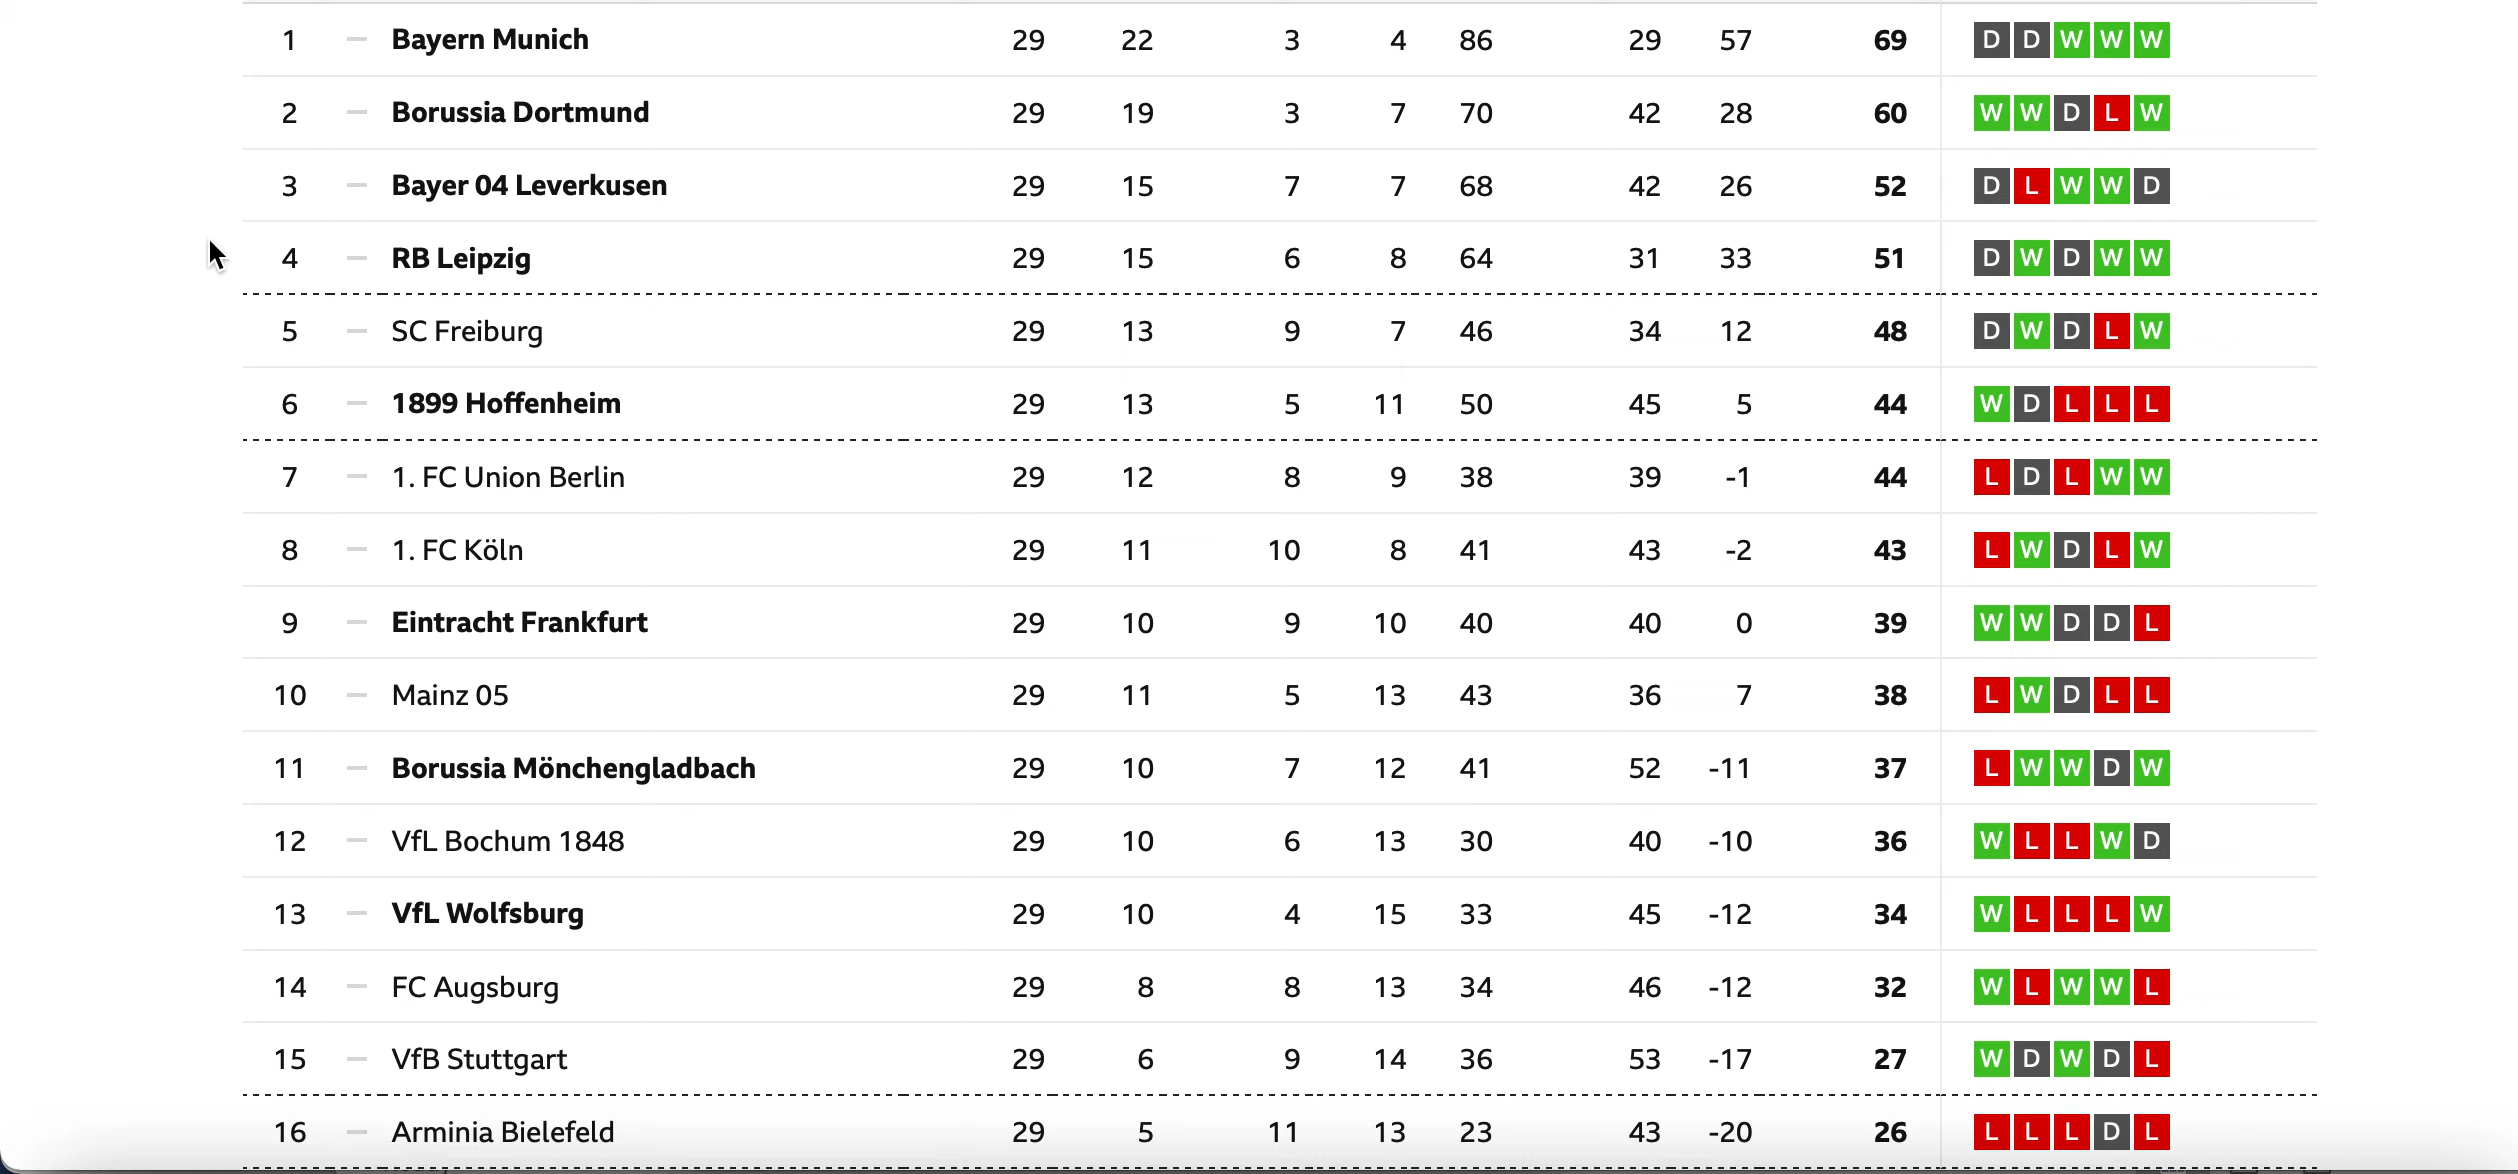 1 — Bayern Munich 29 22 3 4 86 29 57 69 D D W W W
2 — Borussia Dortmund 29 19 3 7 70 42 28 60 W W D L W
3 — Bayer 04 Leverkusen 29 15 7 7 68 42 26 52 D L W W D
4 — RB Leipzig 29 15 6 8 64 31 33 51 D W D W W
5 — SC Freiburg 29 13 9 7 46 34 12 48 D W D L W
6 — 1899 Hoffenheim 29 13 5 11 50 45 5 44 W D L L L
7 — 1. FC Union Berlin 29 12 8 9 38 39 -1 44 L D L W W
8 — 1. FC Köln 29 11 10 8 41 43 -2 43 L W D L W
9 — Eintracht Frankfurt 29 10 9 10 40 40 0 39 W W D D L
10 — Mainz 05 29 11 5 13 43 36 7 38 L W D L L
11 — Borussia Mönchengladbach 29 10 7 12 41 52 -11 37 L W W D W
12 — VfL Bochum 1848 29 10 6 13 30 40 -10 36 W L L W D
13 — VfL Wolfsburg 29 10 4 15 33 45 -12 34 W L L L W
14 — FC Augsburg 29 8 8 13 34 46 -12 32 W L W W L
15 — VfB Stuttgart 29 6 9 14 36 53 -17 27 W D W D L
16 — Arminia Bielefeld 29 5 11 13 23 43 -20 26 L L L D L